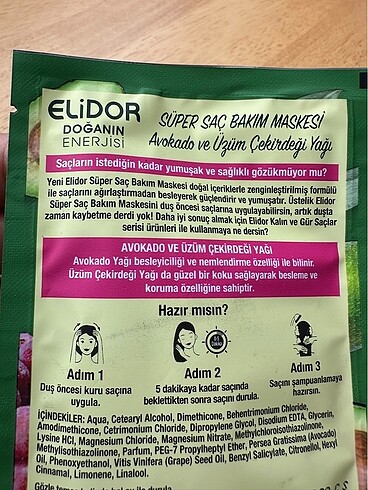 ELiDOR
DOĞANIN
ENERJİSİ
SÜPER SAÇ BAKIM MASKESİ
Avokado ve Üzüm Çekirdeği Yağı
Saçların istediğin kadar yumuşak ve sağlıklı gözükmüyor mu?
Yeni Elidor Süper Saç Bakım Maskesi doğal içeriklerle zenginleştirilmiş formülü
ile saçlarını ağırlaştırmadan besleyerek güçlendirir ve yumuşatır. Üstelik Elidor
Süper Saç Bakım Maskesini duş öncesi saçlarına uygulayabilirsin, artık duşta
zaman kaybetme derdi yok! Daha iyi sonuç almak için Elidor Kalın ve Gür Saçlar
serisi ürünleri ile kullanmaya ne dersin?
AVOKADO VE ÜZÜM ÇEKİRDEĞİ YAĞI
Avokado Yağı besleyiciliği ve nemlendirme özelliği ile bilinir.
Üzüm Çekirdeği Yağı da güzel bir koku sağlayarak besleme ve
koruma özelliğine sahiptir.
Hazır mısın?
Adım 1
Duş öncesi kuru saçına
uygula.
Adım 2
5 dakikaya kadar saçında
beklettikten sonra saçını durula.
Adım 3
Saçını şampuanlamaya
hazırsın.
İÇİNDEKİLER: Aqua, Cetearyl Alcohol, Dimethicone, Behentrimonium Chloride,
Amodimethicone, Cetrimonium Chloride, Dipropylene Glycol, Disodium EDTA, Glycerin,
Lysine HCl, Magnesium Chloride, Magnesium Nitrate, Methylchloroisothiazolinone,
Methylisothiazolinone, Parfum, PEG-7 Propylheptyl Ether, Persea Gratissima (Avocado)
Oil, Phenoxyethanol, Vitis Vinifera (Grape) Seed Oil, Benzyl Salicylate, Citronellol, Hexyl
Cinnamal, Limonene, Linalool.